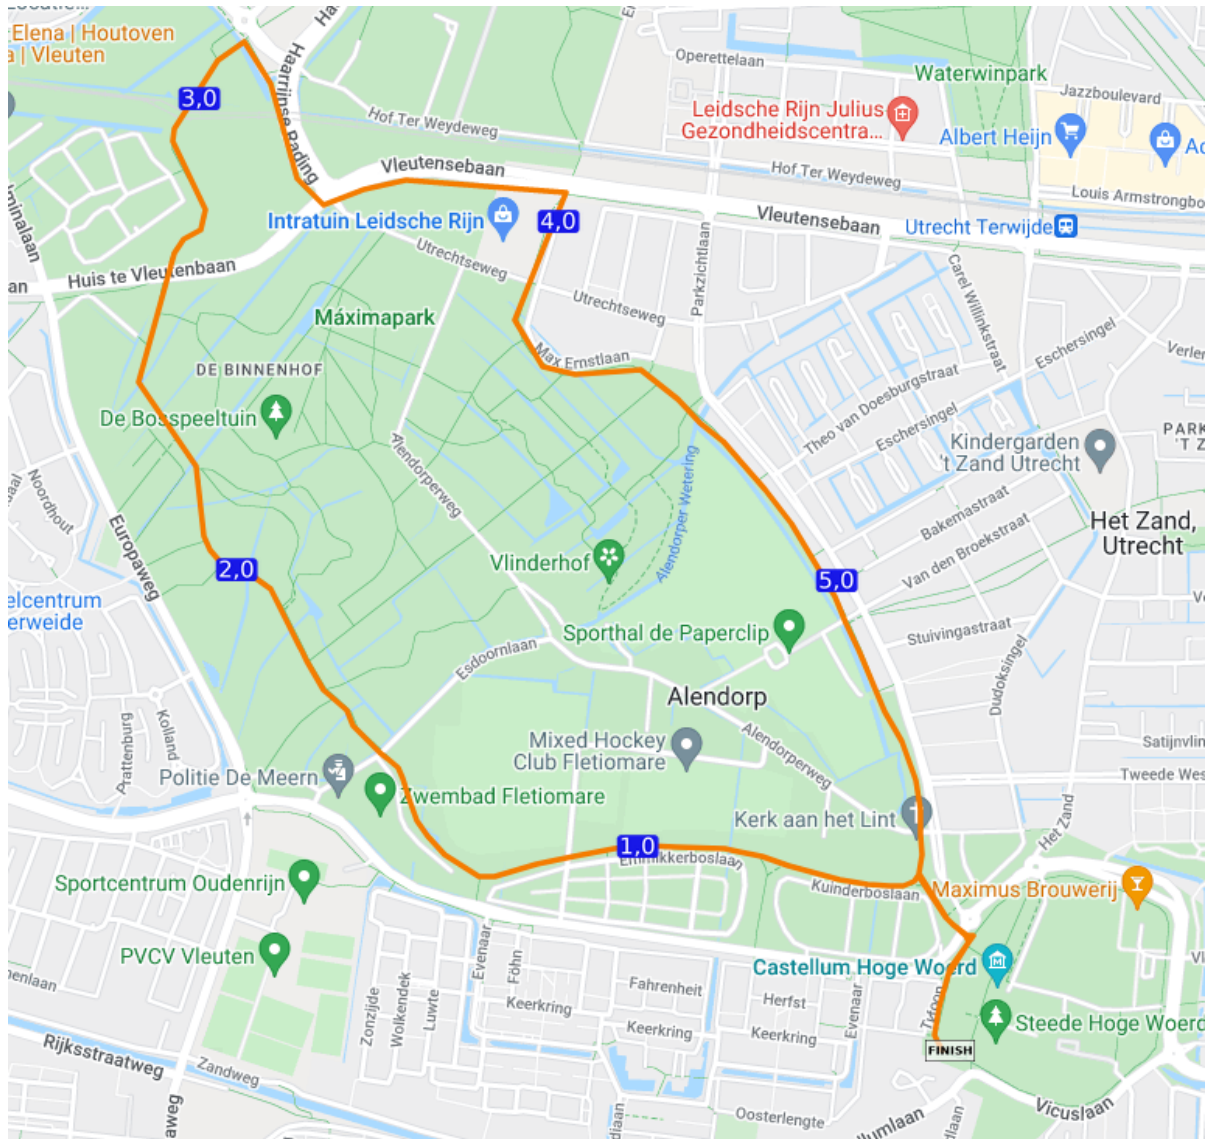 Elena | Houtoven
| Vleuten
3,0
Haarrijnse Rading
Operettelaan
Waterwinpark
Jazzboulevard
Leidsche Rijn Julius
Gezondheidscentra...
Albert Heijn
Hof Ter Weydeweg
Vleutensebaan
Hof Ter Weydeweg
Louis Armstrongbo
Intratuin Leidsche Rijn
4,0
Vleutensebaan
Utrecht Terwijde
Parkzichtlaan
Huis te Vleutenbaan
Utrechtseweg
Utrechtseweg
Carel Willinkstraat
Máximapark
Max Ernstlaan
Eschersingel
DE BINNENHOF
Theo van Doesburgstraat
De Bosspeeltuin
Eschersingel
PARK
'T Z
Kindergarden
't Zand Utrecht
Alendorperweg
Alendorper Wetering
Noordhout
Europaweg
Bakemastraat
Van den Broekstraat
Het Zand,
Utrecht
Vlinderhof
2,0
5,0
elcentrum
erweide
Sporthal de Paperclip
Stuivingastraat
Esdoornlaan
Dudoksingel
Alendorp
Prattenburg
Kolland
Mixed Hockey
Club Fletiomare
Alendorperweg
Satijnvlin
Politie De Meern
Zwembad Fletiomare
Tweede Wes
Kerk aan het Lint
Het Zand
1,0
Emmikkerboslaan
Kuinderboslaan
Maximus Brouwerij
Sportcentrum Oudenrijn
PVCV Vleuten
Evenaar
Föhn
Castellum Hoge Woerd
Zonzijde
Wolkendek
Luwte
Keerkring
Fahrenheit
Herfst
Evenaar
Tifoon
Keerkring
Keerkring
Steede Hoge Woerd
FINISH
Rijksstraatweg
Zandweg
Oosterlengte
Vicuslaan